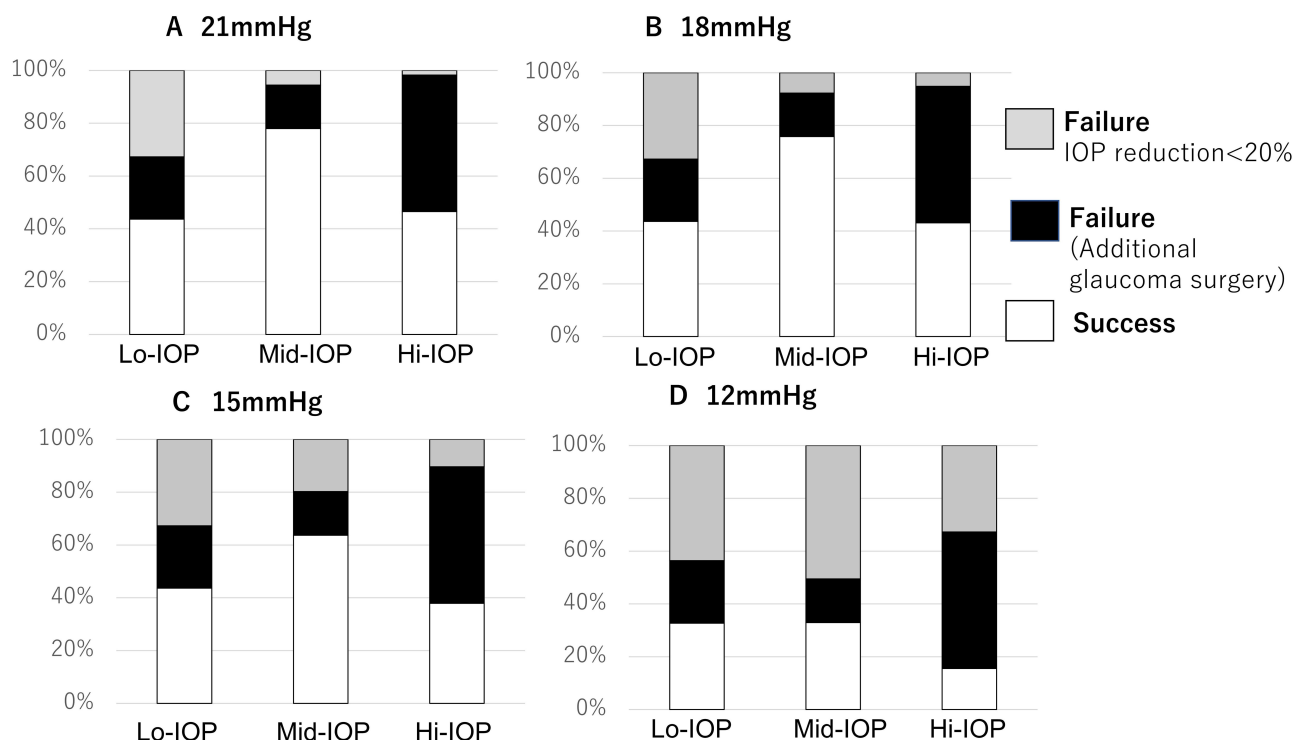 A 21mmHg
100%
80%
60%
40%
20%
0%
Lo-IOP Mid-IOP Hi-IOP
B 18mmHg
100%
80%
60%
40%
20%
0%
Lo-IOP Mid-IOP Hi-IOP
Failure
IOP reduction<20%
Failure
(Additional
glaucoma surgery)
Success
C 15mmHg
100%
80%
60%
40%
20%
0%
Lo-IOP Mid-IOP Hi-IOP
D 12mmHg
100%
80%
60%
40%
20%
0%
Lo-IOP Mid-IOP Hi-IOP